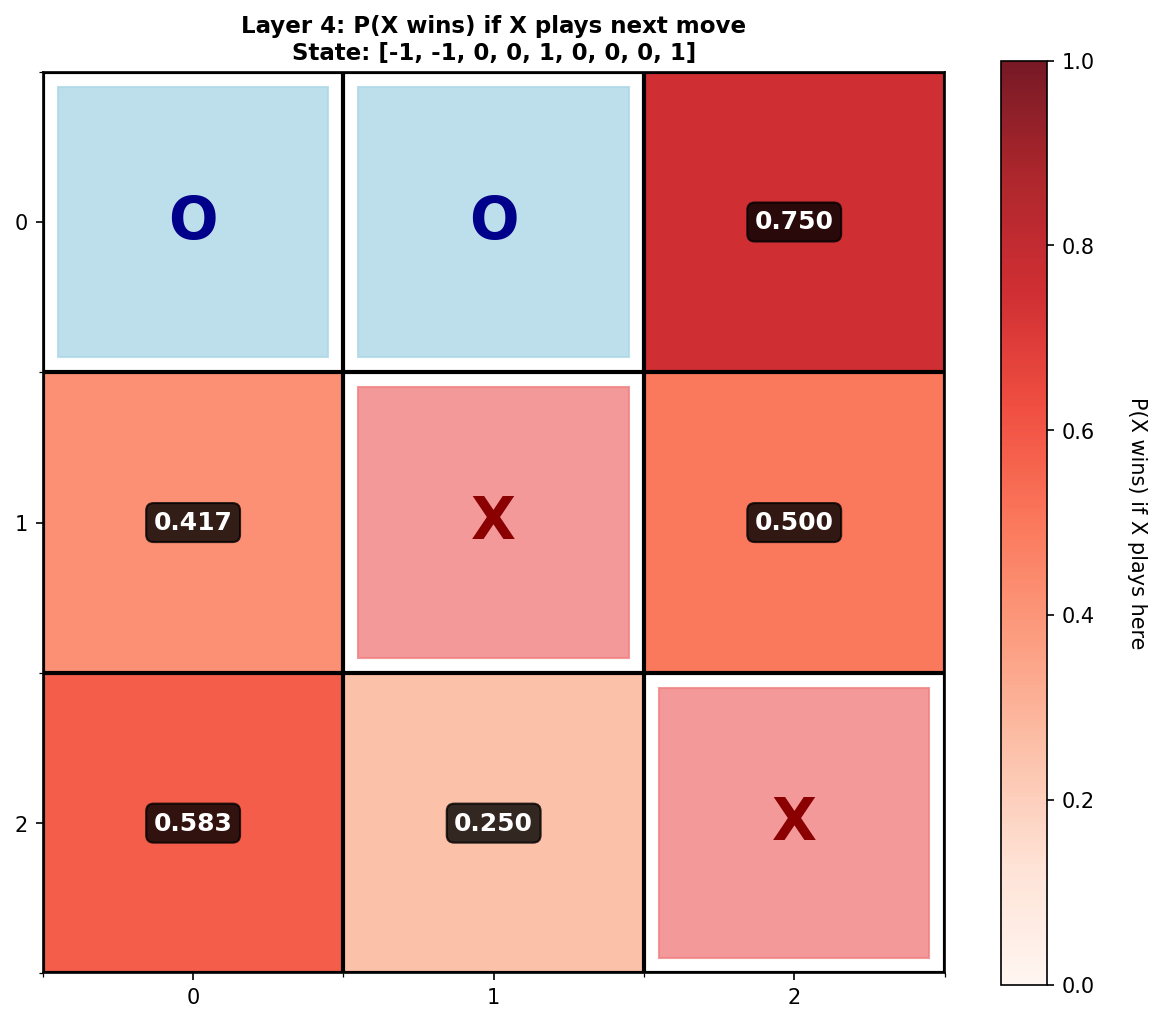 Layer 4: P(X wins) if X plays next move
State: [-1, -1, 0, 0, 1, 0, 0, 0, 1]
1.0
0.8
0.6
0.4
0.2
0.0
P(X wins) if X plays here
0
O
O
0.750
1
0.417
X
0.500
2
0.583
0.250
X
0
1
2